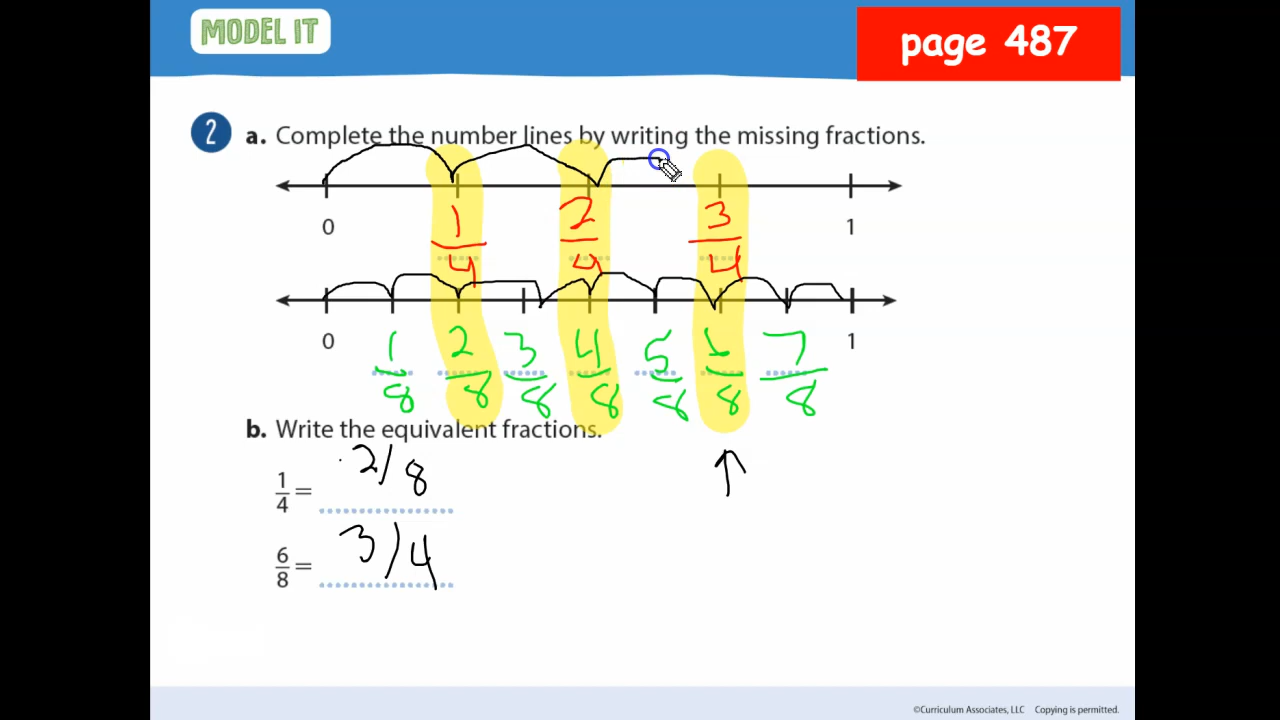 MODEL IT
page 487
2 a. Complete the number lines by writing the missing fractions.
0 1/4 2/4 3/4 1
0 1/8 2/8 3/8 4/8 5/8 6/8 7/8 1
b. Write the equivalent fractions.
1/4 = 2/8
6/8 = 3/4
©Curriculum Associates, LLC Copying is permitted.